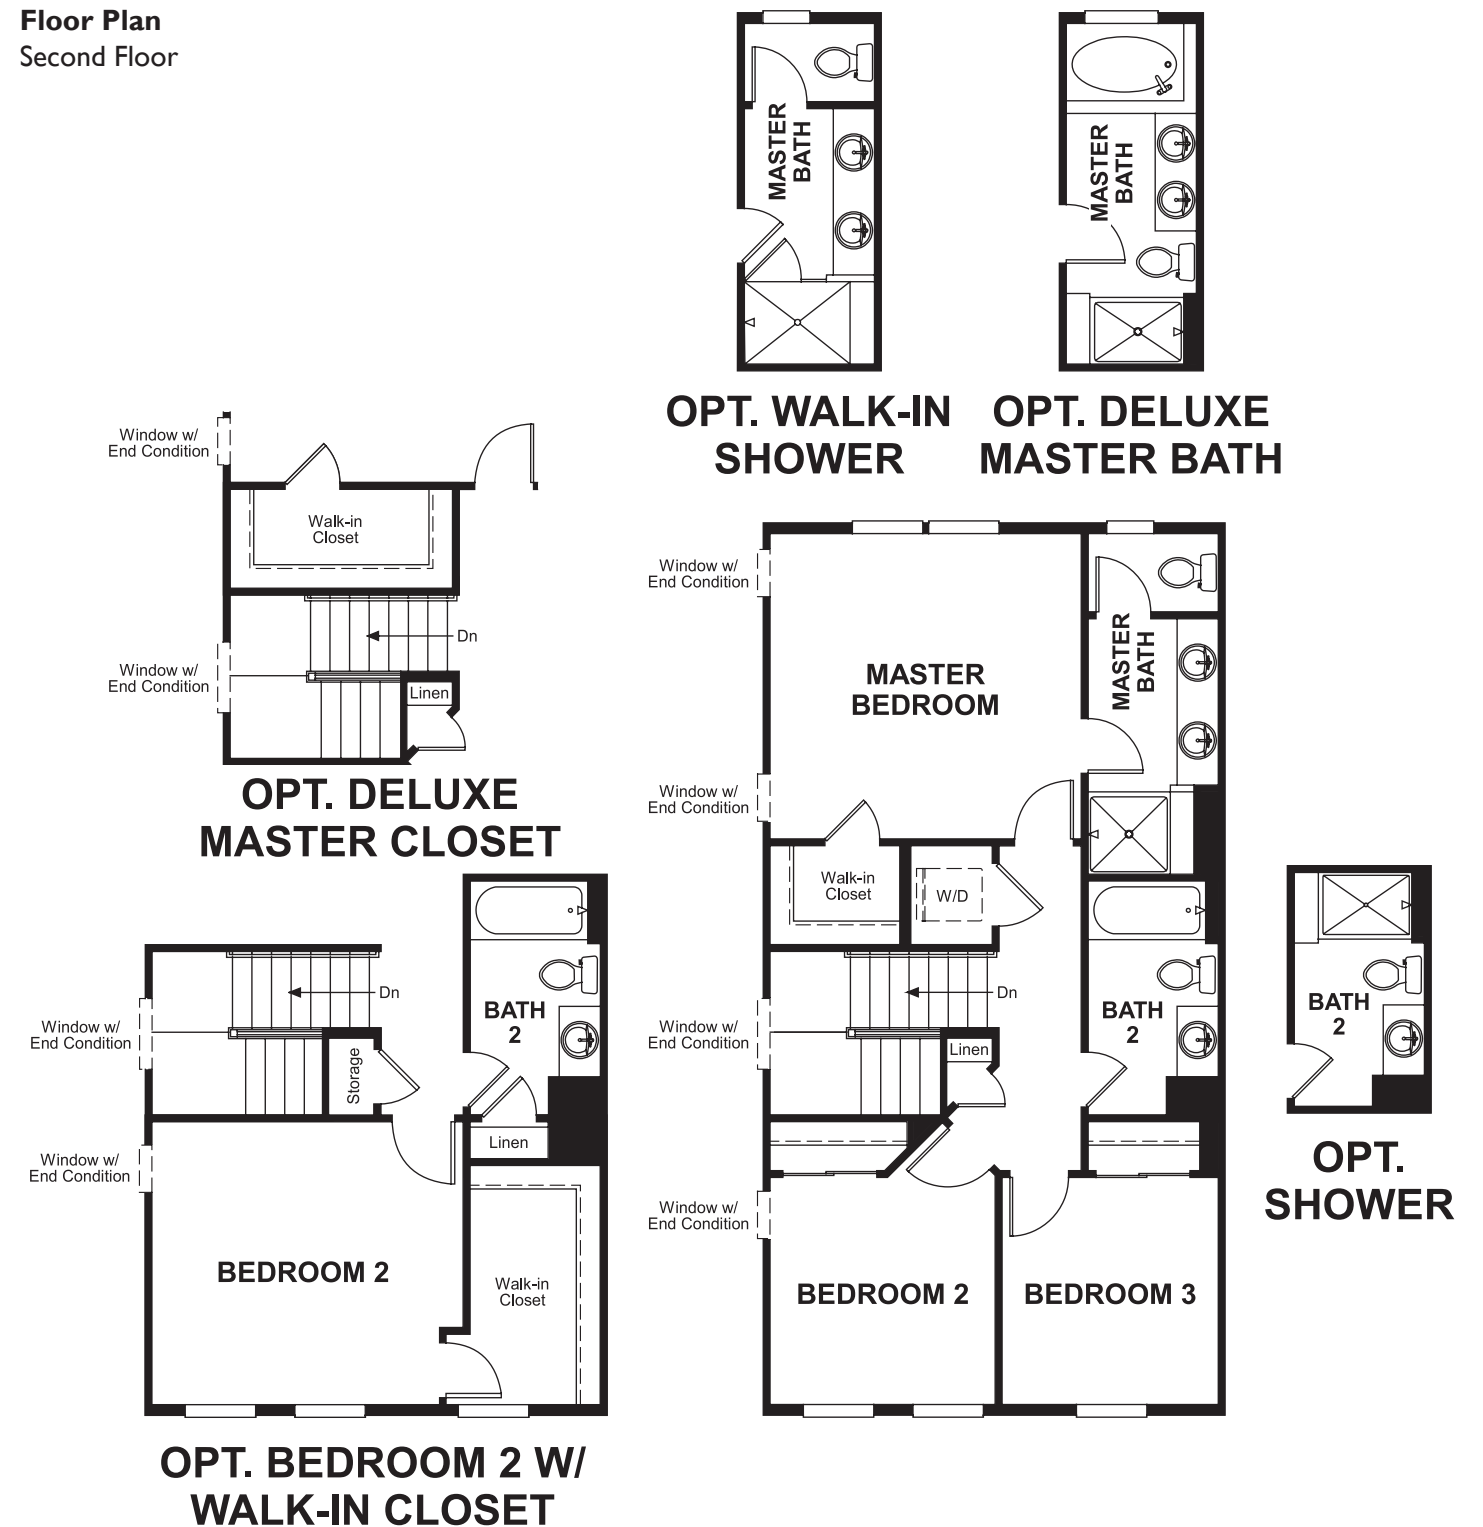 Floor Plan
Second Floor
MASTER
BATH
OPT. WALK-IN
SHOWER
MASTER
BATH
OPT. DELUXE
MASTER BATH
Window w/
End Condition
Walk-in
Closet
Dn
Window w/
End Condition
Linen
OPT. DELUXE
MASTER CLOSET
Window w/
End Condition
MASTER
BEDROOM
MASTER
BATH
Window w/
End Condition
Walk-in
Closet
W/D
Dn
BATH
2
Window w/
End Condition
Linen
Window w/
End Condition
BEDROOM 2
BEDROOM 3
BATH
2
OPT.
SHOWER
Dn
BATH
2
Window w/
End Condition
Storage
Linen
Window w/
End Condition
BEDROOM 2
Walk-in
Closet
OPT. BEDROOM 2 W/
WALK-IN CLOSET